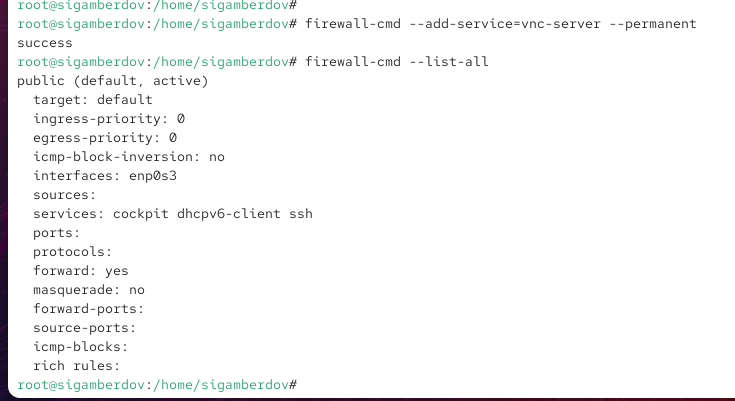 root@sigamberdov:/home/sigamberdov#
root@sigamberdov:/home/sigamberdov# firewall-cmd --add-service=vnc-server --permanent
success
root@sigamberdov:/home/sigamberdov# firewall-cmd --list-all
public (default, active)
  target: default
  ingress-priority: 0
  egress-priority: 0
  icmp-block-inversion: no
  interfaces: enp0s3
  sources:
  services: cockpit dhcpv6-client ssh
  ports:
  protocols:
  forward: yes
  masquerade: no
  forward-ports:
  source-ports:
  icmp-blocks:
  rich rules:
root@sigamberdov:/home/sigamberdov#